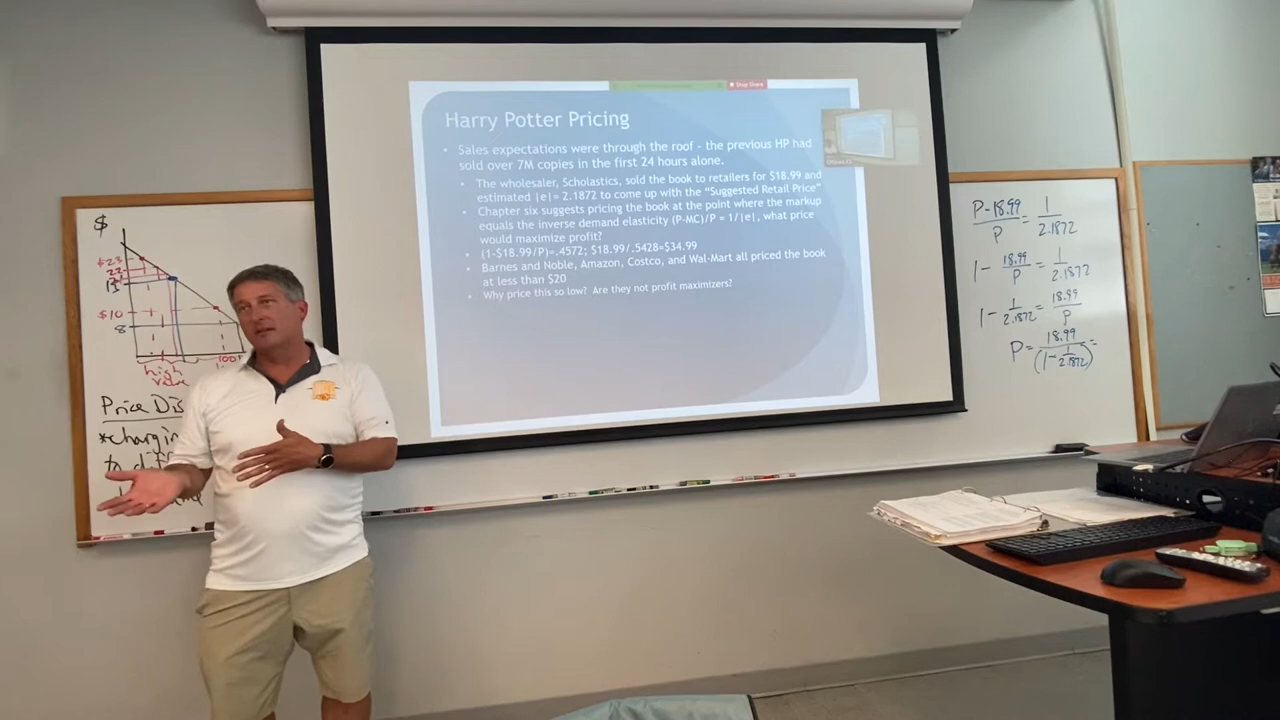 $
$23
$10
8
100
high
value
Price Dis
*chargin
to diff
Stop Share
Harry Potter Pricing
• Sales expectations were through the roof - the previous HP had
sold over 7M copies in the first 24 hours alone.
• The wholesaler, Scholastics, sold the book to retailers for $18.99 and
estimated |e|= 2.1872 to come up with the “Suggested Retail Price”
• Chapter six suggests pricing the book at the point where the markup
equals the inverse demand elasticity (P-MC)/P = 1/|e|, what price
would maximize profit?
• (1-$18.99/P)=.4572; $18.99/.5428=$34.99
• Barnes and Noble, Amazon, Costco, and Wal-Mart all priced the book
at less than $20
• Why price this so low? Are they not profit maximizers?
P-18.99/P = 1/2.1872
1 - 18.99/P = 1/2.1872
1 - 1/2.1872 = 18.99/P
P = 18.99/(1 - 1/2.1872) =